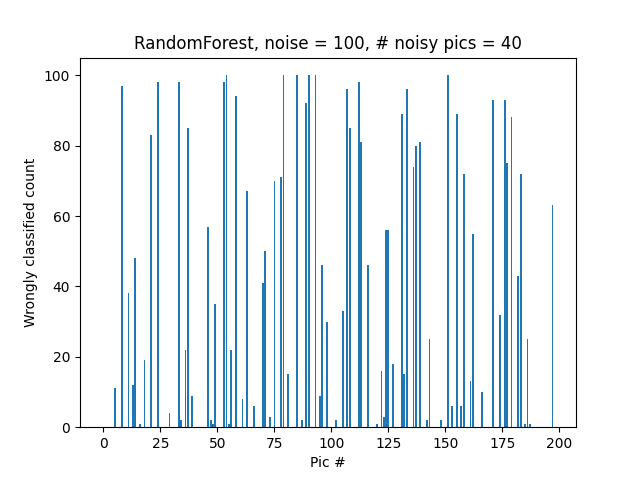 RandomForest, noise = 100, # noisy pics = 40
100
80
60
40
20
0
Wrongly classified count
0 25 50 75 100 125 150 175 200
Pic #